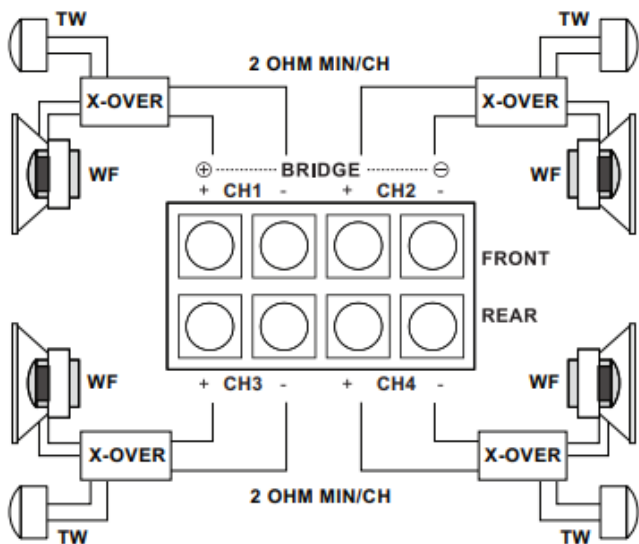 TW TW
2 OHM MIN/CH
X-OVER X-OVER
WF ⊕ BRIDGE ⊖ WF
+ CH1 - + CH2 -
FRONT
REAR
WF + CH3 - + CH4 - WF
X-OVER X-OVER
2 OHM MIN/CH
TW TW